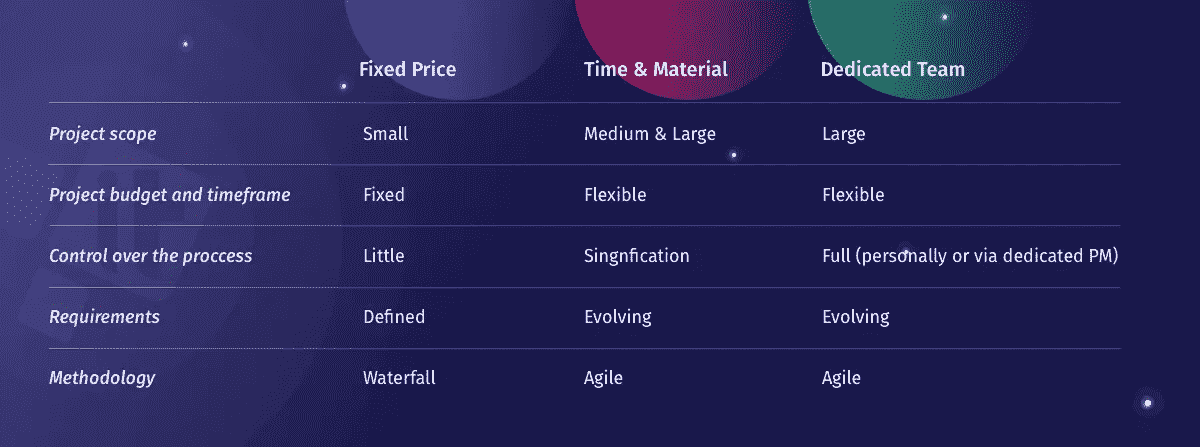 Fixed Price Time & Material Dedicated Team
Project scope Small Medium & Large Large
Project budget and timeframe Fixed Flexible Flexible
Control over the proccess Little Singnfication Full (personally or via dedicated PM)
Requirements Defined Evolving Evolving
Methodology Waterfall Agile Agile